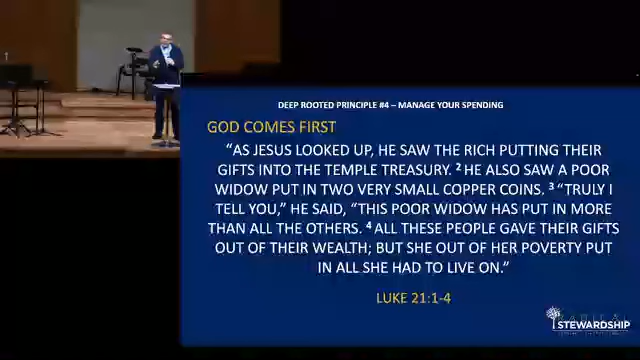 DEEP ROOTED PRINCIPLE #4 – MANAGE YOUR SPENDING
GOD COMES FIRST
“AS JESUS LOOKED UP, HE SAW THE RICH PUTTING THEIR
GIFTS INTO THE TEMPLE TREASURY. ² HE ALSO SAW A POOR
WIDOW PUT IN TWO VERY SMALL COPPER COINS. ³ “TRULY I
TELL YOU,” HE SAID, “THIS POOR WIDOW HAS PUT IN MORE
THAN ALL THE OTHERS. ⁴ ALL THESE PEOPLE GAVE THEIR GIFTS
OUT OF THEIR WEALTH; BUT SHE OUT OF HER POVERTY PUT
IN ALL SHE HAD TO LIVE ON.”
LUKE 21:1-4
STEWARDSHIP